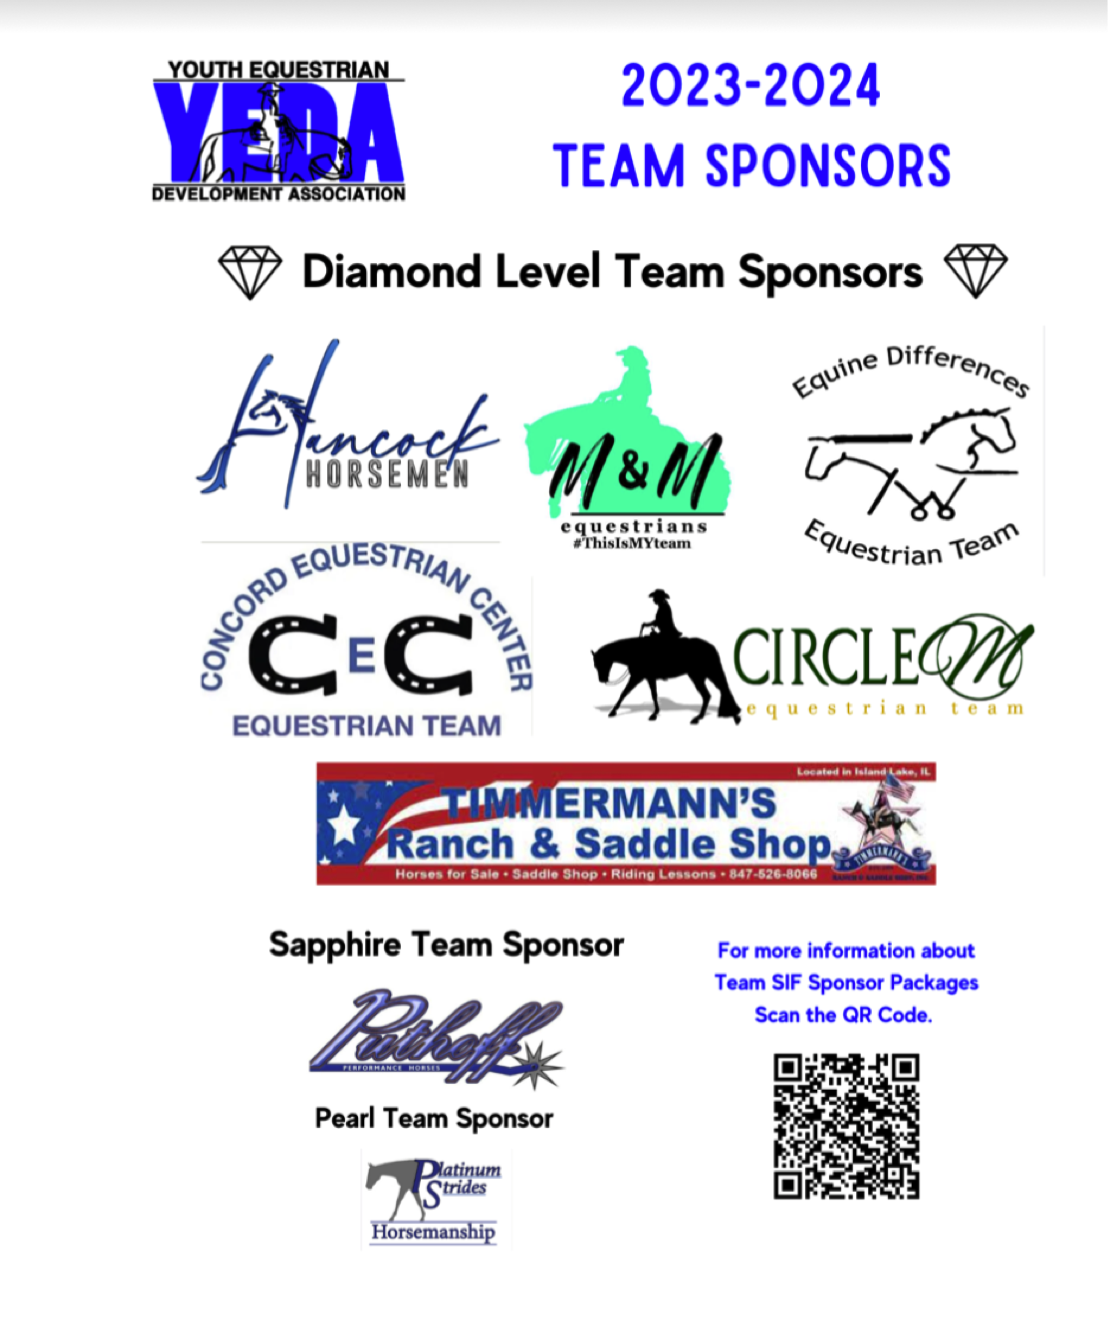 YOUTH EQUESTRIAN
YEDA
DEVELOPMENT ASSOCIATION
2023-2024
TEAM SPONSORS
Diamond Level Team Sponsors
Hancock
HORSEMEN
M & M
equestrians
#ThisIsMYteam
Equine Differences
Equestrian Team
CONCORD EQUESTRIAN CENTER
C E C
EQUESTRIAN TEAM
CIRCLE M
equestrian team
Located in Island Lake, IL
TIMMERMANN'S
Ranch & Saddle Shop
TIMMERMANN'S
Horses for Sale • Saddle Shop • Riding Lessons • 847-526-8066
Sapphire Team Sponsor
Puthoff
PERFORMANCE HORSES
Pearl Team Sponsor
Platinum
Strides
Horsemanship
For more information about
Team SIF Sponsor Packages
Scan the QR Code.